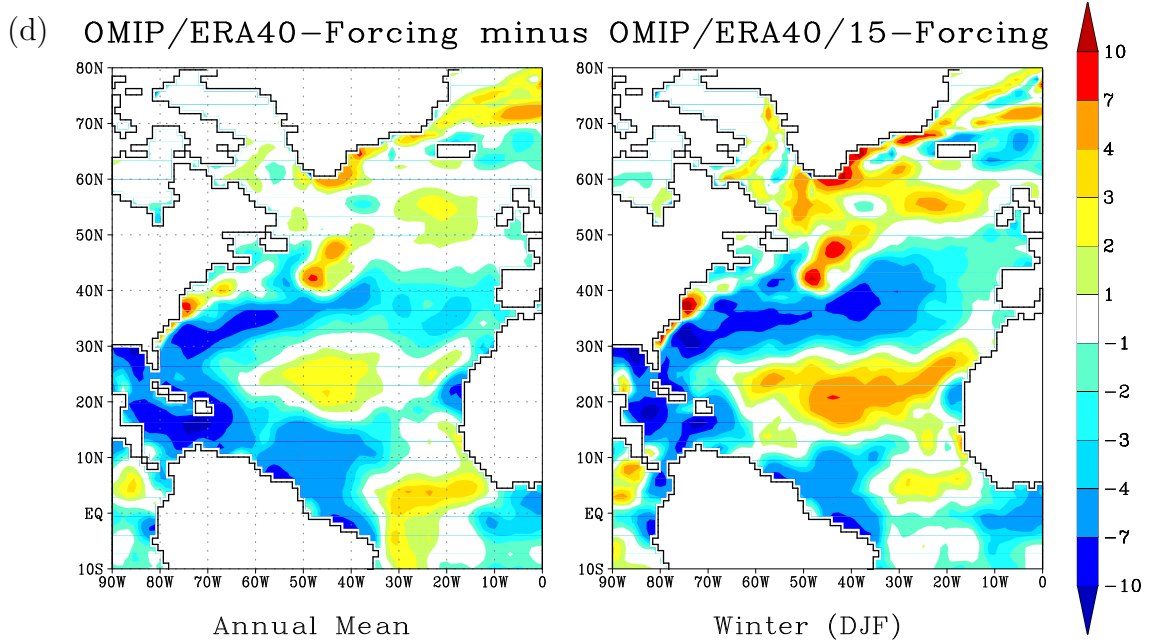 (d) OMIP/ERA40−Forcing minus OMIP/ERA40/15−Forcing
80N
70N
60N
50N
40N
30N
20N
10N
EQ
10S
90W 80W 70W 60W 50W 40W 30W 20W 10W 0
Annual Mean
80N
70N
60N
50N
40N
30N
20N
10N
EQ
10S
90W 80W 70W 60W 50W 40W 30W 20W 10W 0
Winter (DJF)
10
7
4
3
2
1
−1
−2
−3
−4
−7
−10